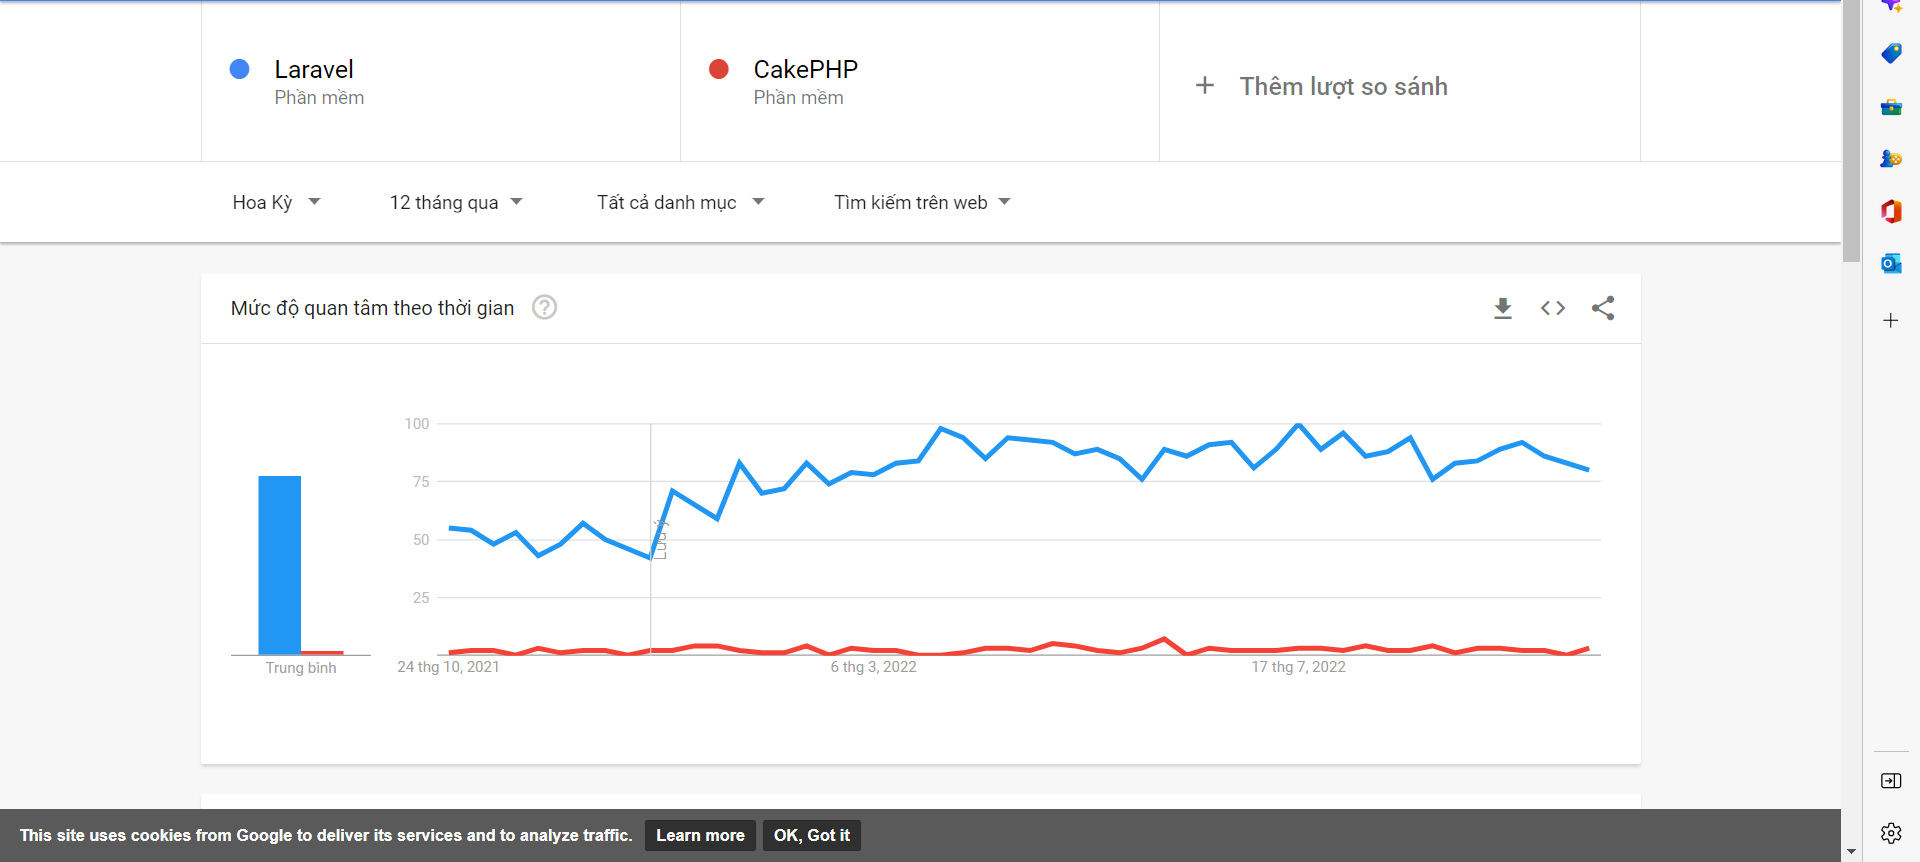 Laravel
Phần mềm
CakePHP
Phần mềm
+ Thêm lượt so sánh
Hoa Kỳ
12 tháng qua
Tất cả danh mục
Tìm kiếm trên web
Mức độ quan tâm theo thời gian
100
75
50
25
Lưu ý
Trung bình
24 thg 10, 2021
6 thg 3, 2022
17 thg 7, 2022
This site uses cookies from Google to deliver its services and to analyze traffic.
Learn more
OK, Got it